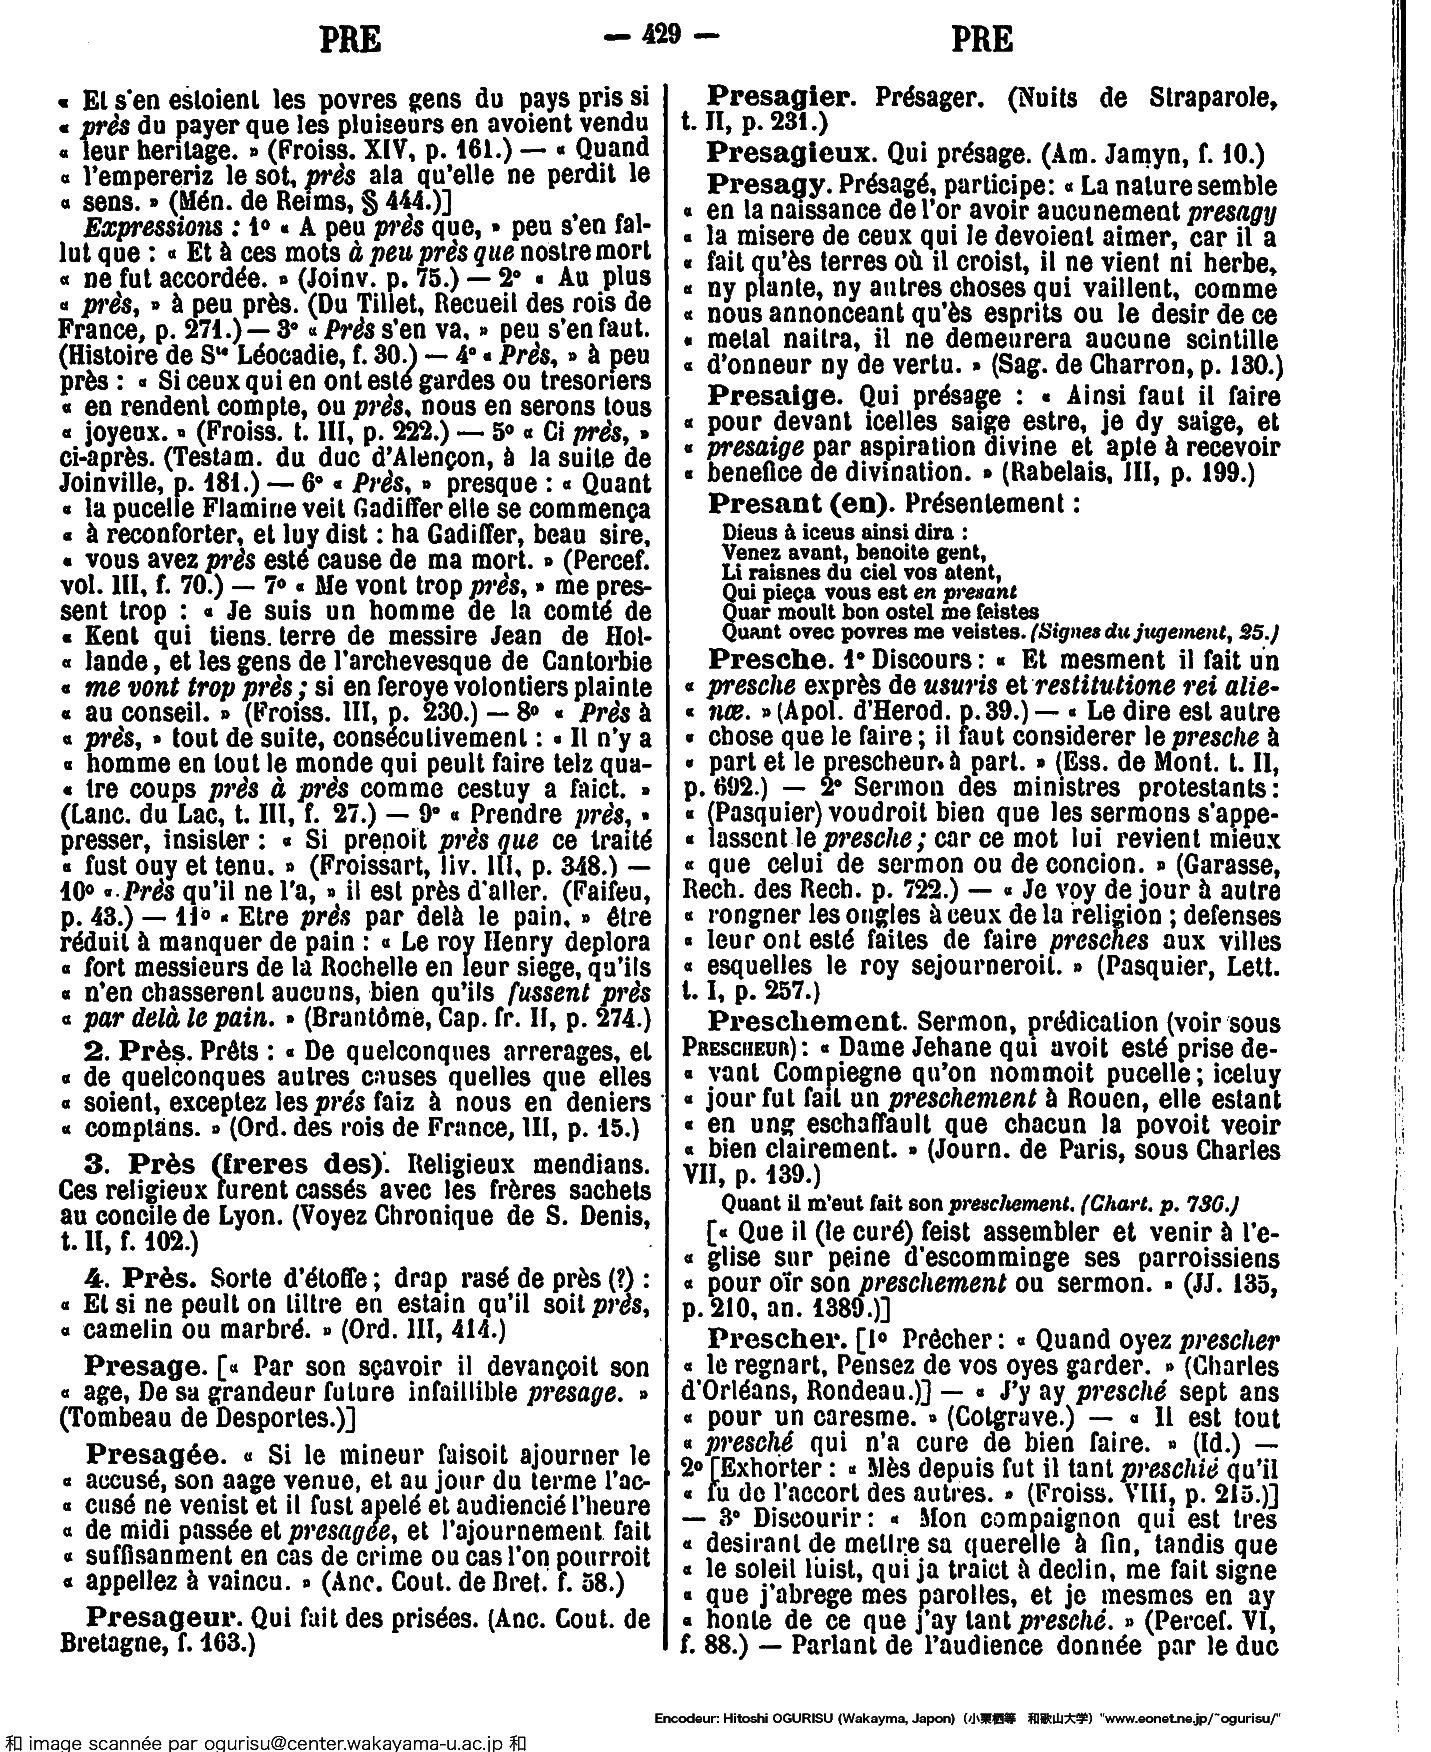 PRE — 429 — PRE
« Et s'en estoient les povres gens du pays pris si
« près du payer que les pluiseurs en avoient vendu
« leur heritage. » (Froiss. XIV, p. 161.) — « Quand
« l'empereriz le sot, près ala qu'elle ne perdit le
« sens. » (Mén. de Reims, § 444.)]
Expressions : 1º « A peu près que, » peu s'en fal-
lut que : « Et à ces mots à peu près que nostre mort
« ne fut accordée. » (Joinv. p. 75.) — 2º « Au plus
« près, » à peu près. (Du Tillet, Recueil des rois de
France, p. 271.) — 3º « Près s'en va, » peu s'en faut.
(Histoire de Ste Léocadie, f. 30.) — 4º « Près, » à peu
près : « Si ceux qui en ont esté gardes ou tresoriers
« en rendent compte, ou près, nous en serons tous
« joyeux. » (Froiss. t. III, p. 222.) — 5º « Ci près, »
ci-après. (Testam. du duc d'Alençon, à la suite de
Joinville, p. 181.) — 6º « Près, » presque : « Quant
« la pucelle Flamine veit Gadiffer elle se commença
« à reconforter, et luy dist : ha Gadiffer, beau sire,
« vous avez près esté cause de ma mort. » (Percef.
vol. III, f. 70.) — 7º « Me vont trop près, » me pres-
sent trop : « Je suis un homme de la comté de
« Kent qui tiens terre de messire Jean de Hol-
« lande, et les gens de l'archevesque de Cantorbie
« me vont trop près ; si en feroye volontiers plainte
« au conseil. » (Froiss. III, p. 230.) — 8º « Près à
« près, » tout de suite, consécutivement : « Il n'y a
« homme en tout le monde qui peult faire telz qua-
« tre coups près à près comme cestuy a faict. »
(Lanc. du Lac, t. III, f. 27.) — 9º « Prendre près, »
presser, insister : « Si prenoit près que ce traité
« fust ouy et tenu. » (Froissart, liv. III, p. 348.) —
10º « Près qu'il ne l'a, » il est près d'aller. (Faifeu,
p. 43.) — 11º « Etre près par delà le pain, » être
réduit à manquer de pain : « Le roy Henry deplora
« fort messieurs de la Rochelle en leur siege, qu'ils
« n'en chasserent aucuns, bien qu'ils fussent près
« par delà le pain. » (Brantôme, Cap. fr. II, p. 274.)
2. Près. Prêts : « De quelconques arrerages, et
« de quelconques autres causes quelles que elles
« soient, exceptez les prés faiz à nous en deniers
« comptans. » (Ord. des rois de France, III, p. 15.)
3. Près (freres des). Religieux mendians.
Ces religieux furent cassés avec les frères sachets
au concile de Lyon. (Voyez Chronique de S. Denis,
t. II, f. 102.)
4. Près. Sorte d'étoffe ; drap rasé de près (?) :
« Et si ne peult on tiltre en estain qu'il soit près,
« camelin ou marbré. » (Ord. III, 414.)
Presage. [« Par son sçavoir il devançoit son
« age, De sa grandeur future infaillible presage. »
(Tombeau de Desportes.)]
Presagée. « Si le mineur faisoit ajourner le
« accusé, son aage venue, et au jour du terme l'ac-
« cusé ne venist et il fust apelé et audiencié l'heure
« de midi passée et presagée, et l'ajournement fait
« suffisanment en cas de crime ou cas l'on pourroit
« appellez à vaincu. » (Anc. Cout. de Bret. f. 58.)
Presageur. Qui fait des prisées. (Anc. Cout. de
Bretagne, f. 163.)
Presagier. Présager. (Nuits de Straparole,
t. II, p. 231.)
Presagieux. Qui présage. (Am. Jamyn, f. 10.)
Presagy. Présagé, participe : « La nature semble
« en la naissance de l'or avoir aucunement presagy
« la misere de ceux qui le devoient aimer, car il a
« fait qu'ès terres où il croist, il ne vient ni herbe,
« ny plante, ny autres choses qui vaillent, comme
« nous annonceant qu'ès esprits ou le desir de ce
« metal naitra, il ne demeurera aucune scintille
« d'onneur ny de vertu. » (Sag. de Charron, p. 130.)
Presaige. Qui présage : « Ainsi faut il faire
« pour devant icelles saige estre, je dy saige, et
« presaige par aspiration divine et apte à recevoir
« benefice de divination. » (Rabelais, III, p. 199.)
Presant (en). Présentement :
Dieus à iceus ainsi dira :
Venez avant, benoite gent,
Li raisnes du ciel vos atent,
Qui pieça vous est en presant
Quar moult bon ostel me feistes
Quant ovec povres me veistes. (Signes du jugement, 25.)
Presche. 1º Discours : « Et mesment il fait un
« presche exprès de usuris et restitutione rei alie-
« næ. » (Apol. d'Herod. p. 39.) — « Le dire est autre
« chose que le faire ; il faut considerer le presche à
« part et le prescheur à part. » (Ess. de Mont. t. II,
p. 692.) — 2º Sermon des ministres protestants :
« (Pasquier) voudroit bien que les sermons s'appe-
« lassent le presche ; car ce mot lui revient mieux
« que celui de sermon ou de concion. » (Garasse,
Rech. des Rech. p. 722.) — « Je voy de jour à autre
« rongner les ongles à ceux de la religion ; defenses
« leur ont esté faites de faire presches aux villes
« esquelles le roy sejourneroit. » (Pasquier, Lett.
t. I, p. 257.)
Preschement. Sermon, prédication (voir sous
PRESCHEUR) : « Dame Jehane qui avoit esté prise de-
« vant Compiegne qu'on nommoit pucelle ; iceluy
« jour fut fait un preschement à Rouen, elle estant
« en ung eschaffault que chacun la povoit veoir
« bien clairement. » (Journ. de Paris, sous Charles
VII, p. 139.)
Quant il m'eut fait son preschement. (Chart. p. 736.)
[« Que il (le curé) feist assembler et venir à l'e-
« glise sur peine d'escomminge ses parroissiens
« pour oïr son preschement ou sermon. » (JJ. 135,
p. 210, an. 1389.)]
Prescher. [1º Prêcher : « Quand oyez prescher
« le regnart, Pensez de vos oyes garder. » (Charles
d'Orléans, Rondeau.)] — « J'y ay presché sept ans
« pour un caresme. » (Cotgrave.) — « Il est tout
« presché qui n'a cure de bien faire. » (Id.) —
2º [Exhorter : « Mès depuis fut il tant preschié qu'il
« fu de l'accort des autres. » (Froiss. VIII, p. 215.)]
— 3º Discourir : « Mon compaignon qui est tres
« desirant de mettre sa querelle à fin, tandis que
« le soleil luist, qui ja traict à declin, me fait signe
« que j'abrege mes parolles, et je mesmes en ay
« honte de ce que j'ay tant presché. » (Percef. VI,
f. 88.) — Parlant de l'audience donnée par le duc
Encodeur: Hitoshi OGURISU (Wakayma, Japon) (小栗栖等 和歌山大学) "www.eonet.ne.jp/~ogurisu/"
和 image scannée par ogurisu@center.wakayama-u.ac.jp 和